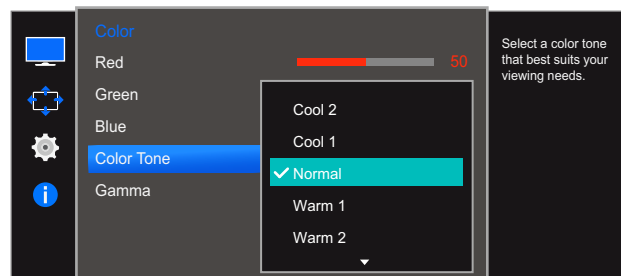 Color
Red 50
Green
Blue
Color Tone
Gamma
Cool 2
Cool 1
Normal
Warm 1
Warm 2
Select a color tone
that best suits your
viewing needs.